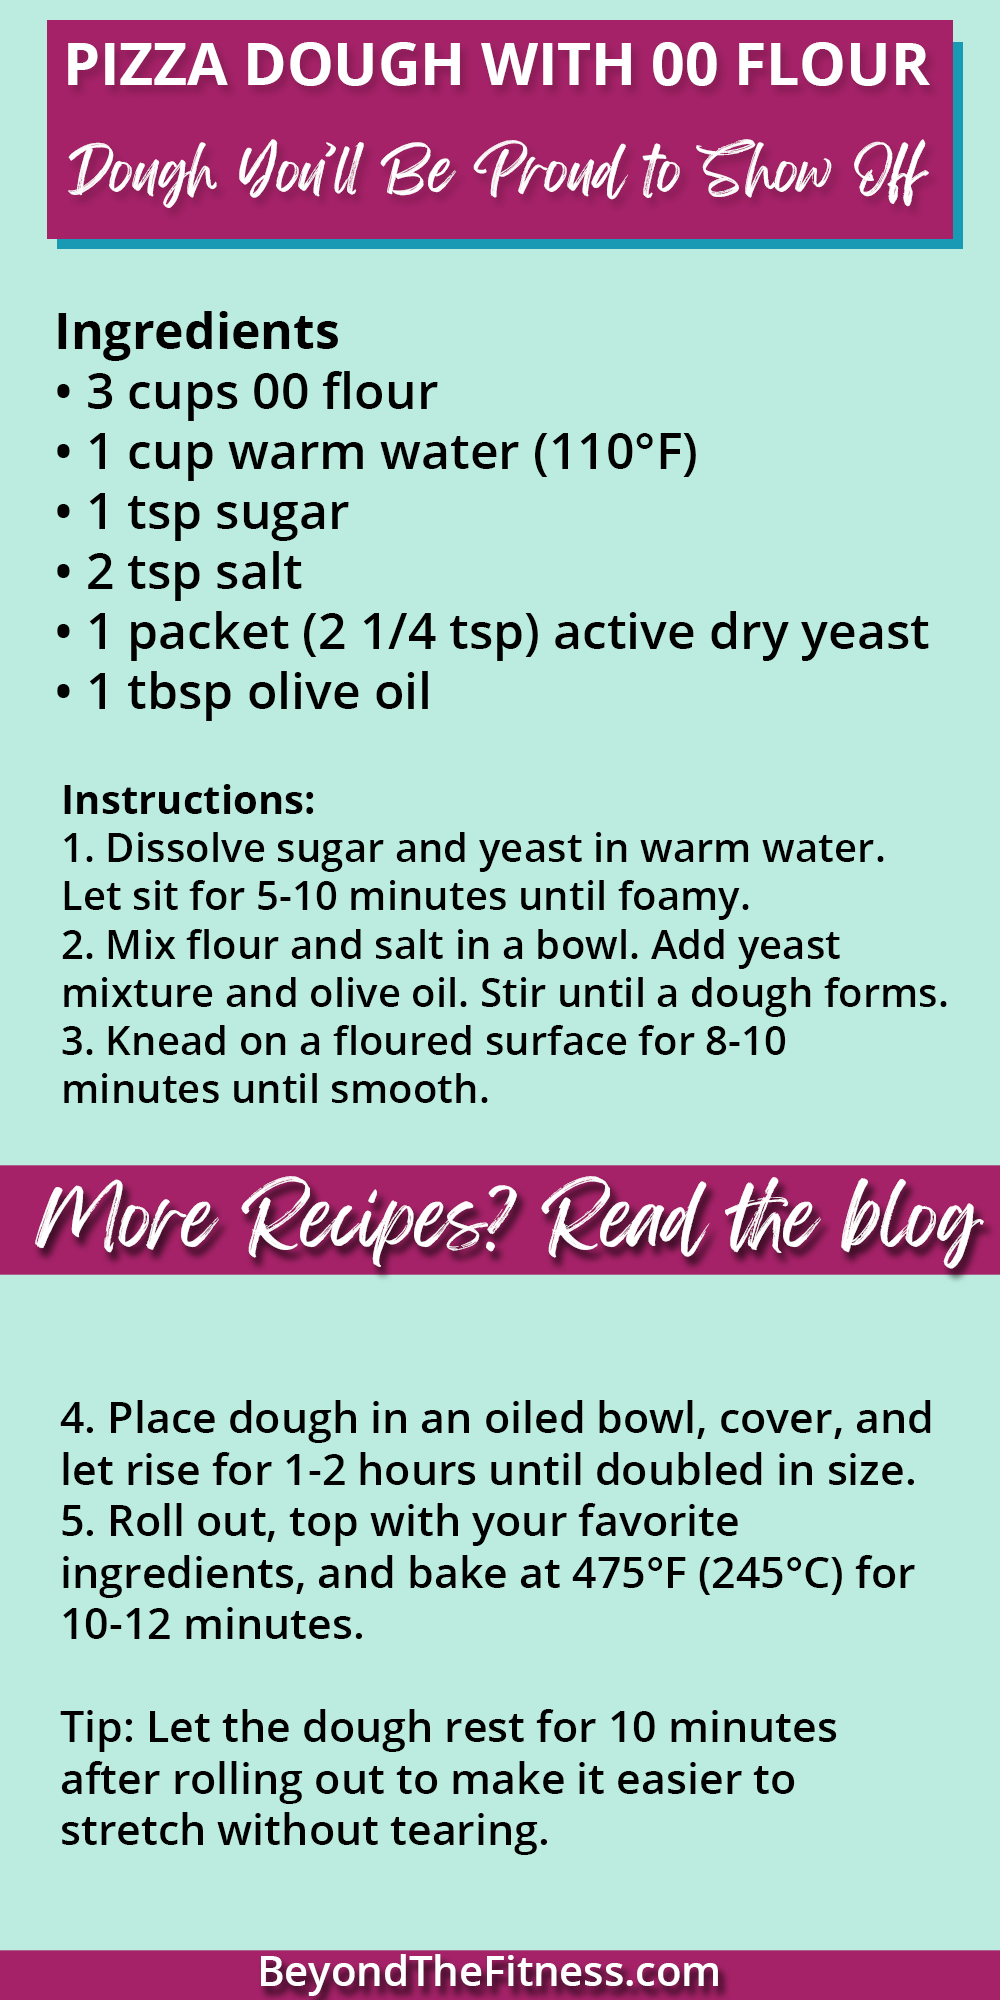 PIZZA DOUGH WITH 00 FLOUR
Dough You'll Be Proud to Show Off
Ingredients
• 3 cups 00 flour
• 1 cup warm water (110°F)
• 1 tsp sugar
• 2 tsp salt
• 1 packet (2 1/4 tsp) active dry yeast
• 1 tbsp olive oil
Instructions:
1. Dissolve sugar and yeast in warm water.
Let sit for 5-10 minutes until foamy.
2. Mix flour and salt in a bowl. Add yeast
mixture and olive oil. Stir until a dough forms.
3. Knead on a floured surface for 8-10
minutes until smooth.
More Recipes? Read the blog
4. Place dough in an oiled bowl, cover, and
let rise for 1-2 hours until doubled in size.
5. Roll out, top with your favorite
ingredients, and bake at 475°F (245°C) for
10-12 minutes.
Tip: Let the dough rest for 10 minutes
after rolling out to make it easier to
stretch without tearing.
BeyondTheFitness.com